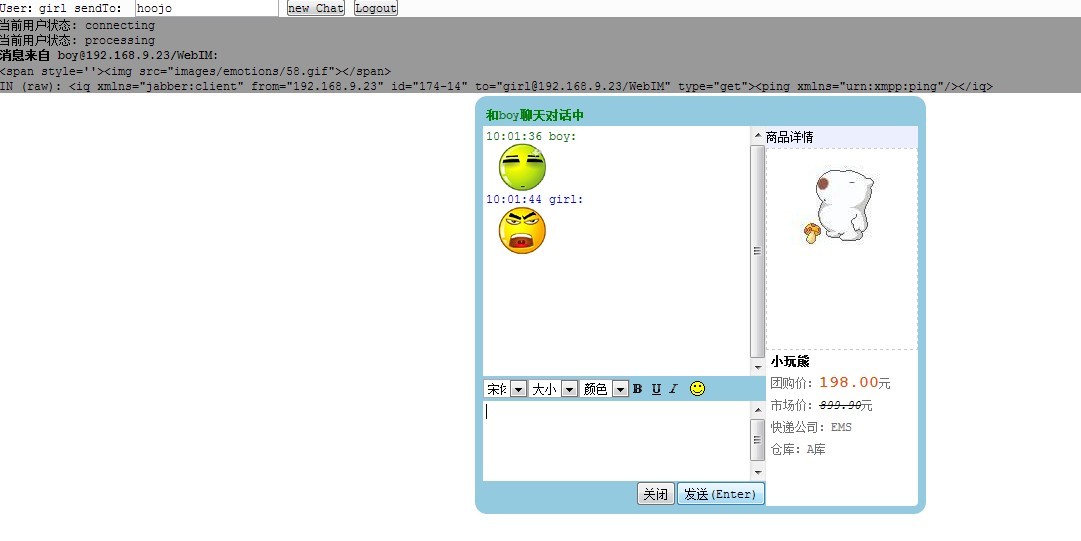 User: girl sendTo: hoojo new Chat Logout
当前用户状态: connecting
当前用户状态: processing
消息来自 boy@192.168.9.23/WebIM:
<span style=''><img src="images/emotions/58.gif"></span>
IN (raw): <iq xmlns="jabber:client" from="192.168.9.23" id="174-14" to="girl@192.168.9.23/WebIM" type="get"><ping xmlns="urn:xmpp:ping"/></iq>
和boy聊天对话中
10:01:36 boy:
10:01:44 girl:
宋体 大小 颜色 B U I
关闭 发送(Enter)
商品详情
小玩熊
团购价: 198.00元
市场价: 899.90元
快递公司: EMS
仓库: A库